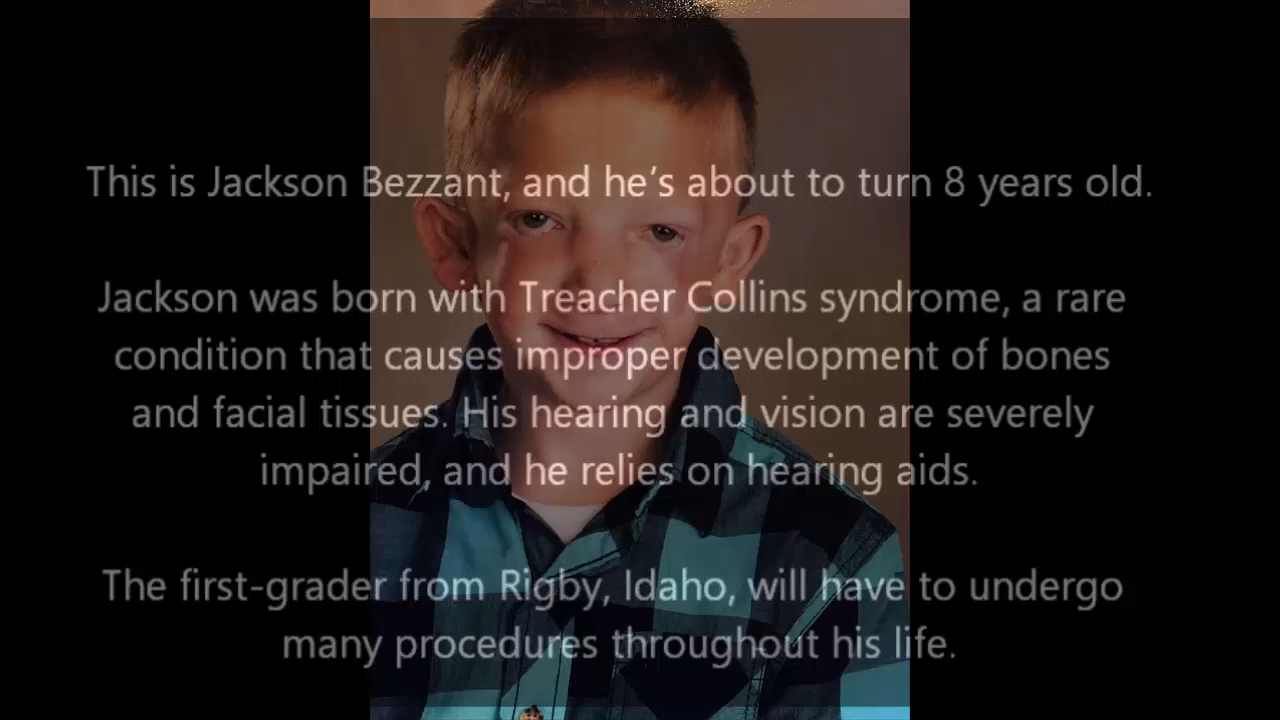 This is Jackson Bezzant, and he’s about to turn 8 years old.
Jackson was born with Treacher Collins syndrome, a rare
condition that causes improper development of bones
and facial tissues. His hearing and vision are severely
impaired, and he relies on hearing aids.
The first-grader from Rigby, Idaho, will have to undergo
many procedures throughout his life.